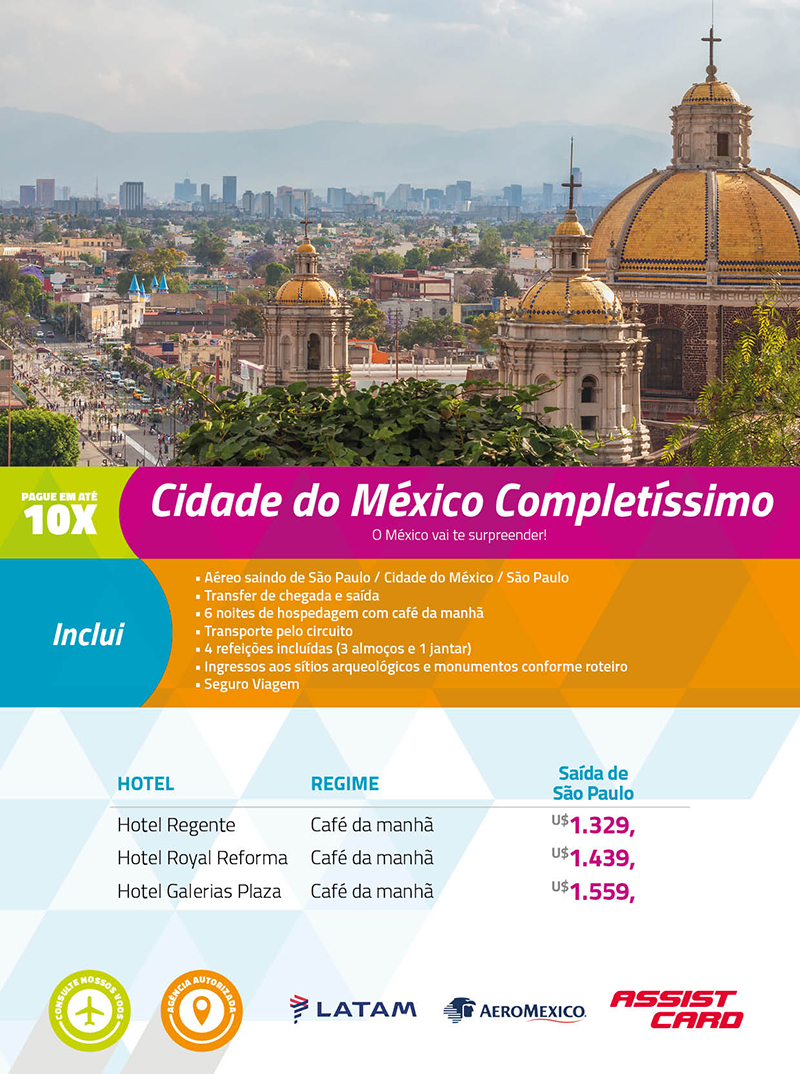 PAGUE EM ATÉ
10X
Cidade do México Completíssimo
O México vai te surpreender!
Inclui
• Aéreo saindo de São Paulo / Cidade do México / São Paulo
• Transfer de chegada e saída
• 6 noites de hospedagem com café da manhã
• Transporte pelo circuito
• 4 refeições incluídas (3 almoços e 1 jantar)
• Ingressos aos sítios arqueológicos e monumentos conforme roteiro
• Seguro Viagem
HOTEL REGIME Saída de
São Paulo
Hotel Regente Café da manhã U$1.329,
Hotel Royal Reforma Café da manhã U$1.439,
Hotel Galerias Plaza Café da manhã U$1.559,
CONSULTE NOSSOS VOOS
AGÊNCIA AUTORIZADA
LATAM
AEROMEXICO.
ASSIST
CARD